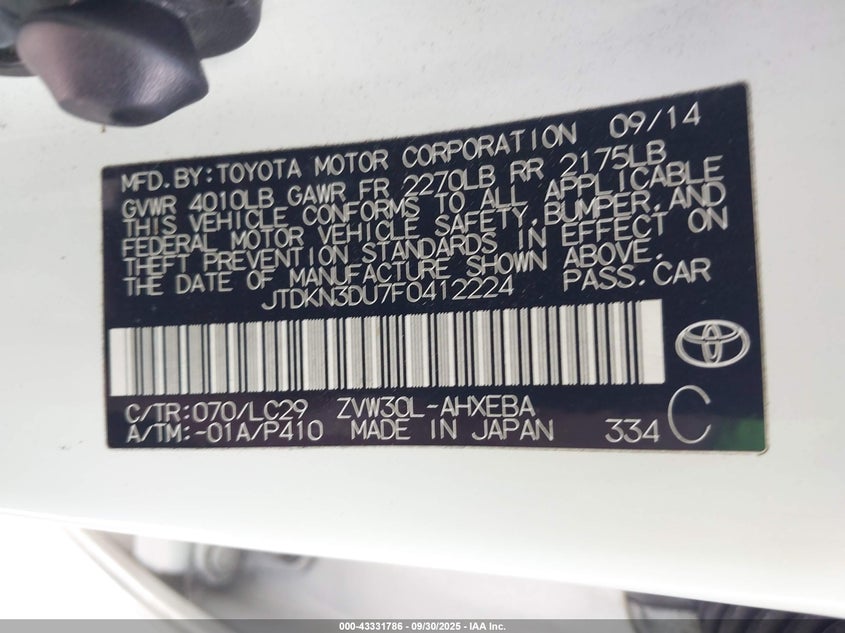 MFD.BY:TOYOTA MOTOR CORPORATION 09/14
GVWR 4010LB GAWR FR 2270LB RR 2175LB
THIS VEHICLE CONFORMS TO ALL APPLICABLE
FEDERAL MOTOR VEHICLE SAFETY,BUMPER,AND
THEFT PREVENTION STANDARDS IN EFFECT ON
THE DATE OF MANUFACTURE SHOWN ABOVE.
JTDKN3DU7F0412224 PASS.CAR
C/TR:070/LC29 ZVW30L-AHXEBA
A/TM:-01A/P410 MADE IN JAPAN 334 C
000-43331786 - 09/30/2025 - IAA Inc.